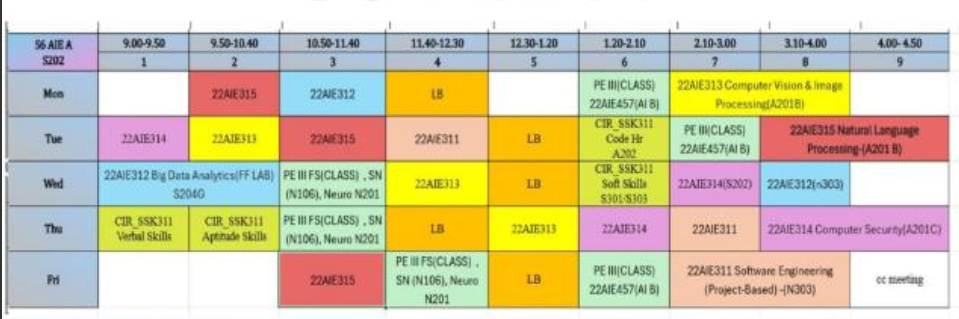 S6 AIE A 9.00-9.50 9.50-10.40 10.50-11.40 11.40-12.30 12.30-1.20 1.20-2.10 2.10-3.00 3.10-4.00 4.00- 4.50
S202 1 2 3 4 5 6 7 8 9
Mon
22AIE315
22AIE312
LB
PE III(CLASS)
22AIE457(AI B)
22AIE313 Computer Vision & Image
Processing(A201B)
Tue
22AIE314
22AIE313
22AIE315
22AIE311
LB
CIR_SSK311
Code Hr
A202
PE III(CLASS)
22AIE457(AI B)
22AIE315 Natural Language
Processing-(A201 B)
Wed
22AIE312 Big Data Analytics(FF LAB)
S204G
PE III FS(CLASS) , SN
(N106), Neuro N201
22AIE313
LB
CIR_SSK311
Soft Skills
S301/S303
22AIE314(S202)
22AIE312(n303)
Thu
CIR_SSK311
Verbal Skills
CIR_SSK311
Aptitude Skills
PE III FS(CLASS) , SN
(N106), Neuro N201
LB
22AIE313
22AIE314
22AIE311
22AIE314 Computer Security(A201C)
Fri
22AIE315
PE III FS(CLASS) ,
SN (N106), Neuro
N201
LB
PE III(CLASS)
22AIE457(AI B)
22AIE311 Software Engineering
(Project-Based) -(N303)
cc meeting